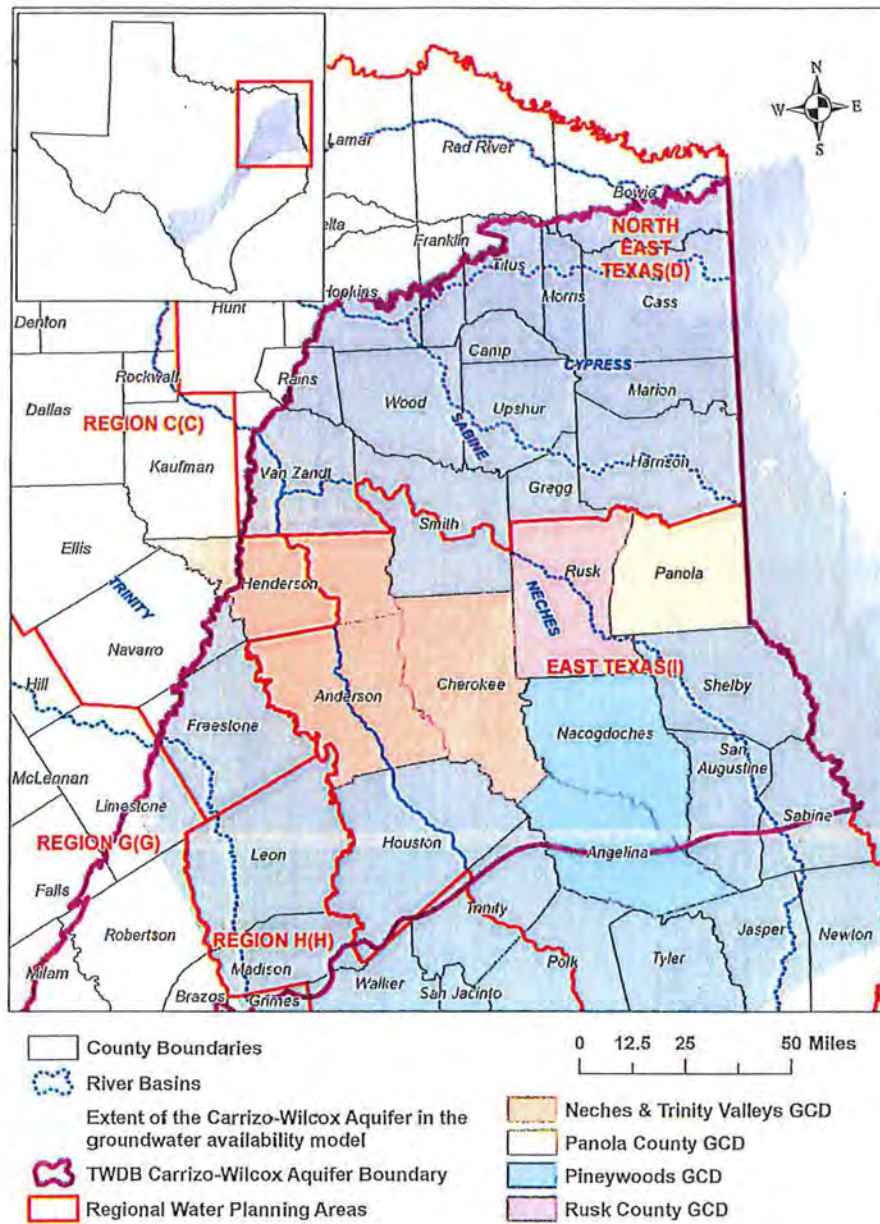 N
W E
S
Lamar
Rad River
Bowie
elta
Franklin
Titus
NORTH
EAST
TEXAS(D)
Hopkins
Morris
Cass
Hunt
Denton
Camp
CYPRESS
Rockwall
Rains
Marion
Dallas
Wood
Upshur
REGION C(C)
SABINE
Kaufman
Van Zandt
Harrison
Gregg
Smith
Ellis
Henderson
Rusk
Panola
TRINITY
NECHES
Navarro
EAST TEXAS(I)
Hill
Anderson
Cherokee
Shelby
Freestone
Nacogdoches
San
Augustine
McLennan
Limestone
Sabine
REGION G(G)
Leon
Houston
Angelina
Falls
Trinity
Robertson
REGION H(H)
Jasper
Newton
Milam
Madison
Polk
Tyler
Walker
Brazos
Grimes
San Jacinto
County Boundaries
River Basins
Extent of the Carrizo-Wilcox Aquifer in the
groundwater availability model
TWDB Carrizo-Wilcox Aquifer Boundary
Regional Water Planning Areas
0 12.5 25 50 Miles
Neches & Trinity Valleys GCD
Panola County GCD
Pineywoods GCD
Rusk County GCD